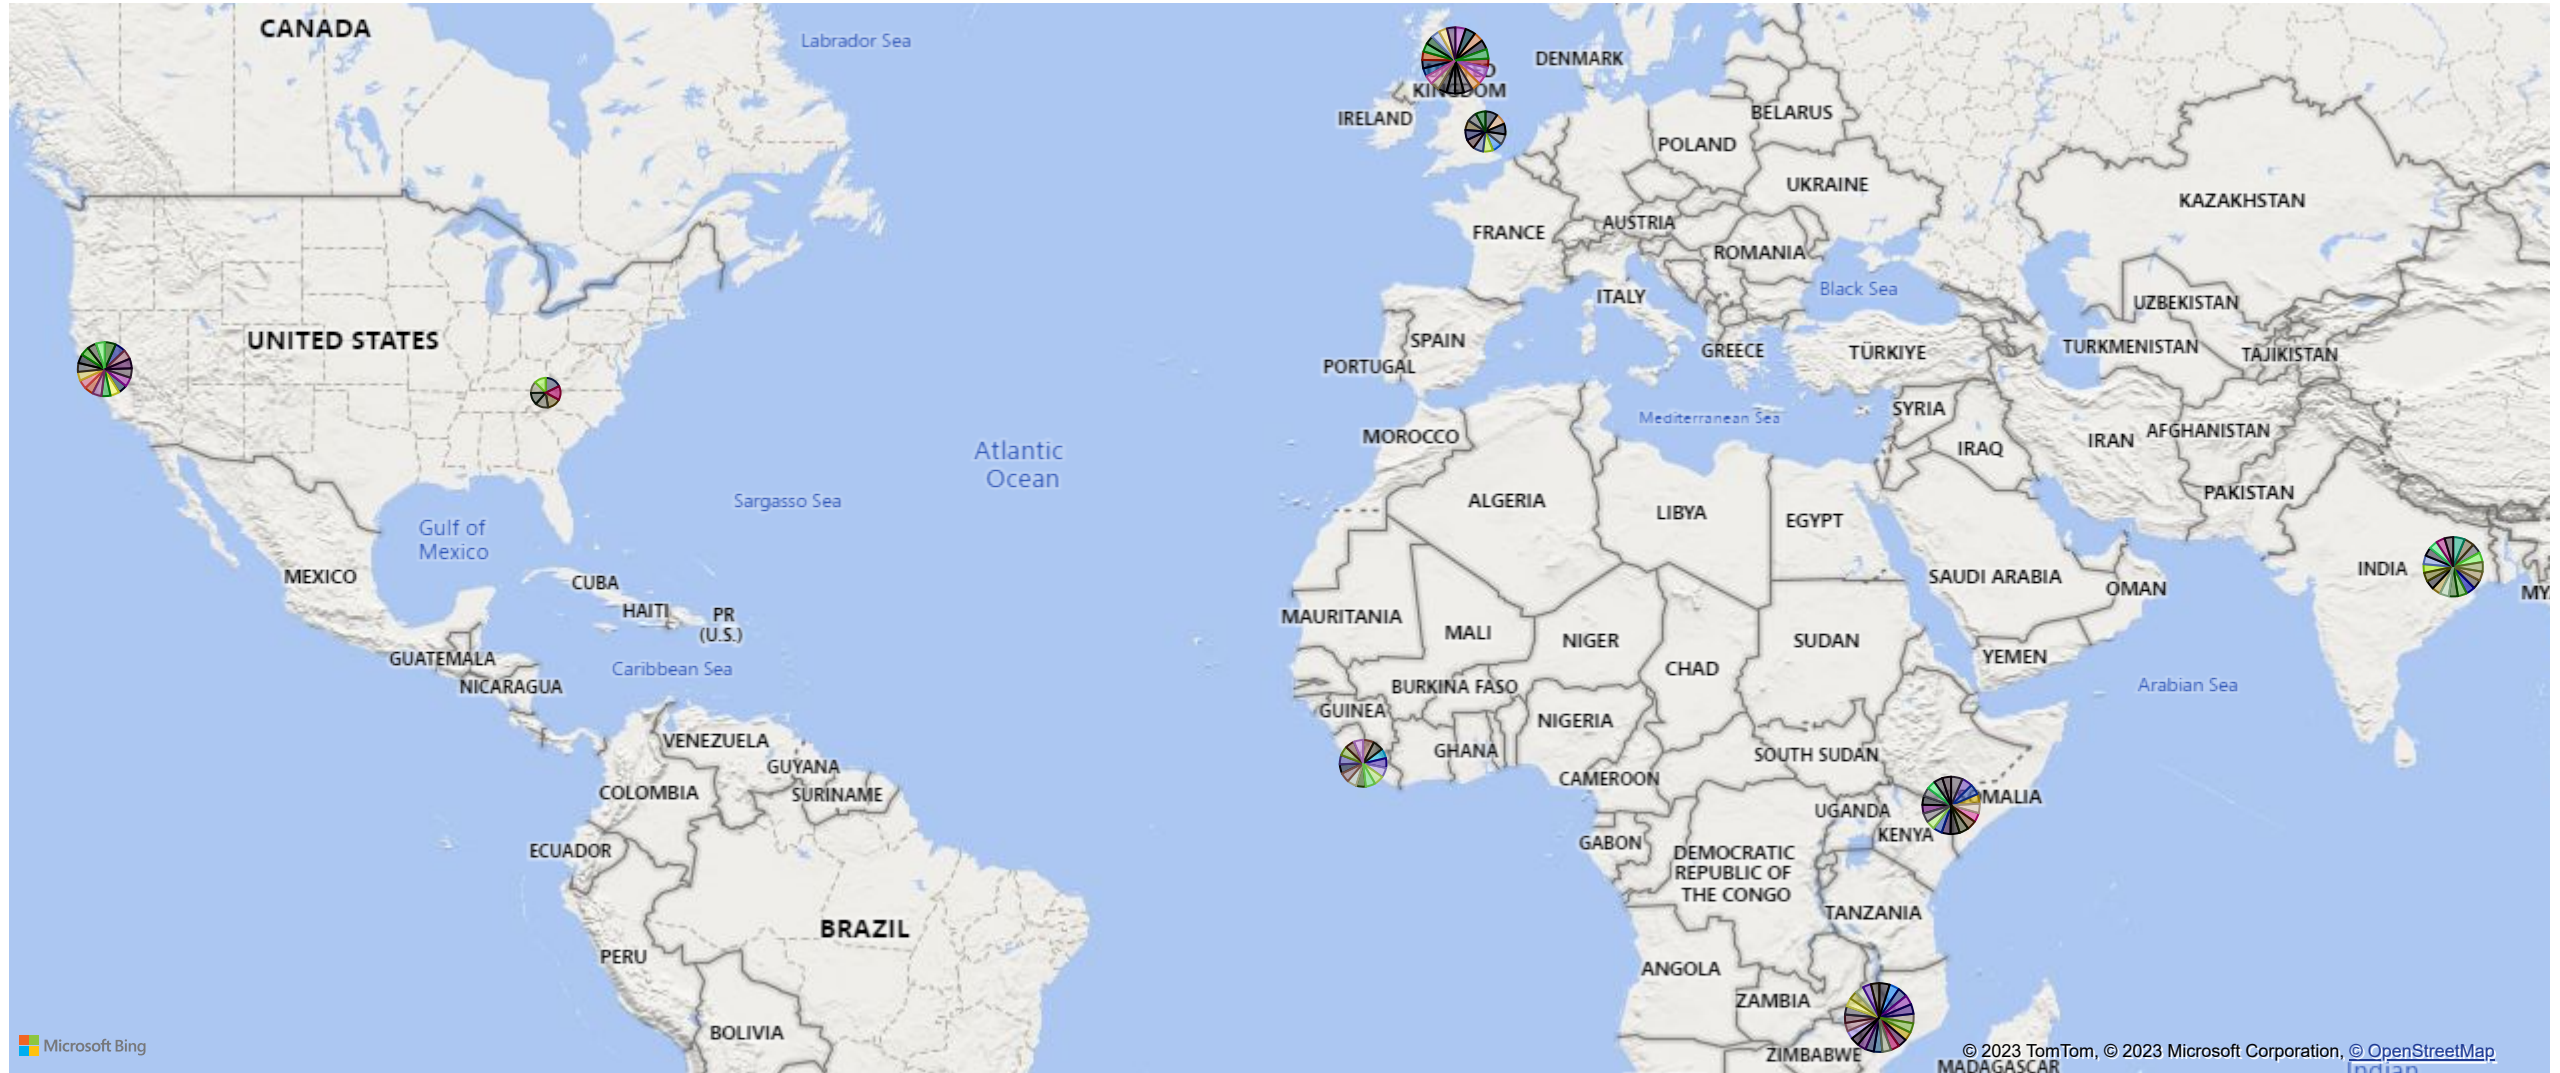 CANADA
Labrador Sea
DENMARK
KINGDOM
IRELAND
BELARUS
POLAND
UKRAINE
KAZAKHSTAN
AUSTRIA
FRANCE
ROMANIA
Black Sea
ITALY
UZBEKISTAN
UNITED STATES
SPAIN
GREECE
TÜRKIYE
TURKMENISTAN
TAJIKISTAN
PORTUGAL
Mediterranean Sea
SYRIA
MOROCCO
IRAQ
IRAN
AFGHANISTAN
Atlantic
Ocean
Sargasso Sea
ALGERIA
LIBYA
EGYPT
PAKISTAN
Gulf of
Mexico
MEXICO
CUBA
HAITI
PR
(U.S.)
SAUDI ARABIA
OMAN
INDIA
MAURITANIA
MALI
NIGER
CHAD
SUDAN
YEMEN
GUATEMALA
NICARAGUA
Caribbean Sea
BURKINA FASO
Arabian Sea
GUINEA
NIGERIA
VENEZUELA
GHANA
SOUTH SUDAN
GUYANA
CAMEROON
COLOMBIA
SURINAME
UGANDA
KENYA
ECUADOR
GABON
DEMOCRATIC
REPUBLIC OF
THE CONGO
TANZANIA
BRAZIL
PERU
ANGOLA
ZAMBIA
BOLIVIA
Microsoft Bing
ZIMBABWE
© 2023 TomTom, © 2023 Microsoft Corporation, © OpenStreetMap
MADAGASCAR
Indian